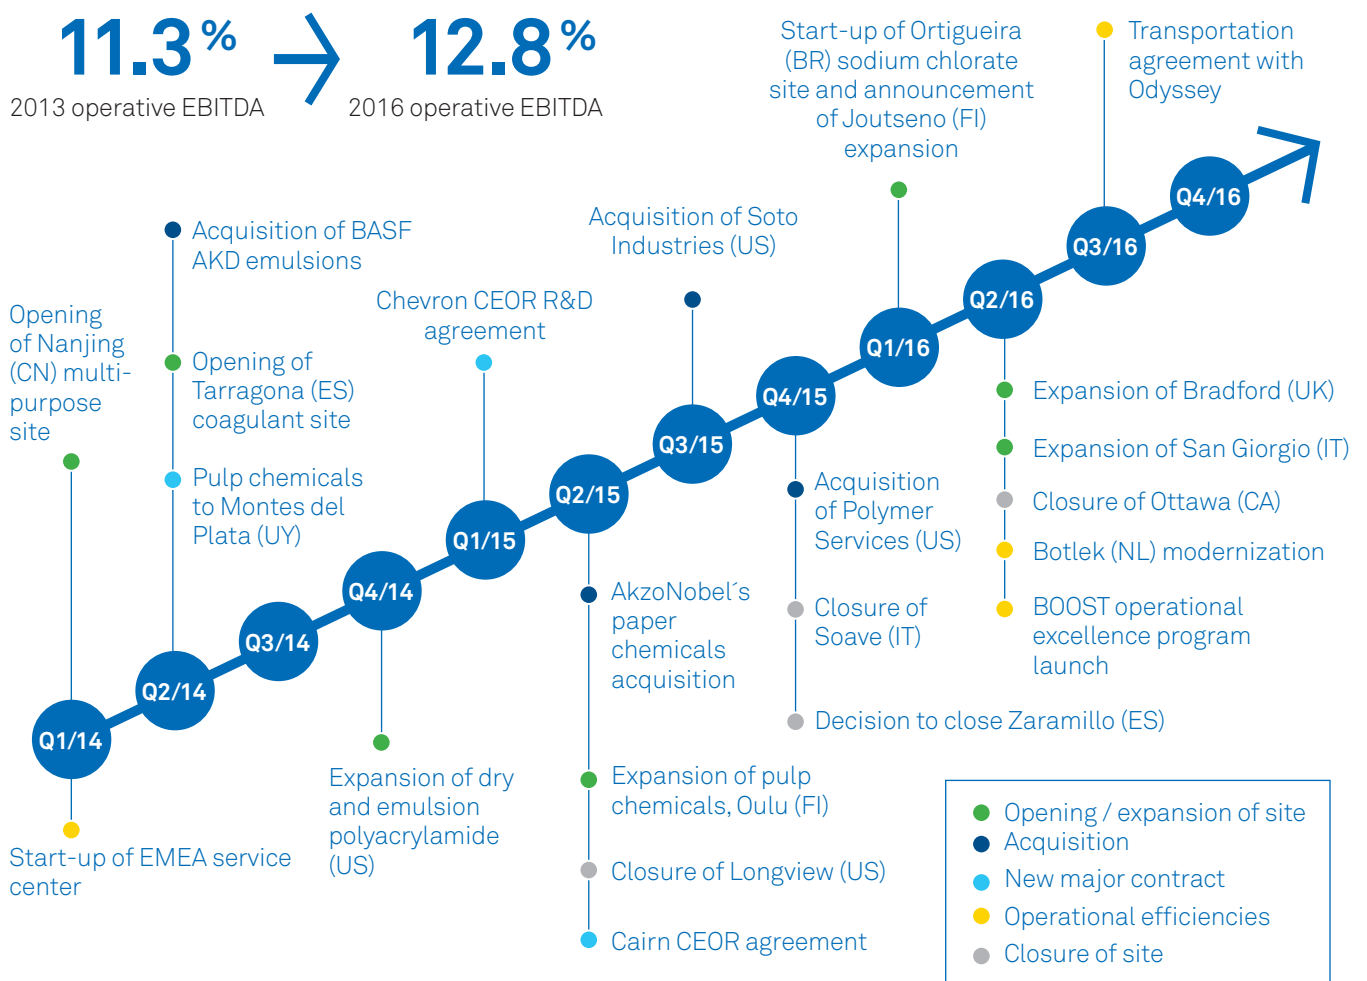 11.3%
2013 operative EBITDA
12.8%
2016 operative EBITDA
Start-up of Ortigueira
(BR) sodium chlorate
site and announcement
of Joutseno (FI)
expansion
Transportation
agreement with
Odyssey
Acquisition of BASF
AKD emulsions
Acquisition of Soto
Industries (US)
Opening
of Nanjing
(CN) multi-
purpose
site
Opening of
Tarragona (ES)
coagulant site
Pulp chemicals
to Montes del
Plata (UY)
Chevron CEOR R&D
agreement
Q1/14
Q2/14
Q3/14
Q4/14
Q1/15
Q2/15
Q3/15
Q4/15
Q1/16
Q2/16
Q3/16
Q4/16
Start-up of EMEA service
center
Expansion of dry
and emulsion
polyacrylamide
(US)
AkzoNobel´s
paper
chemicals
acquisition
Expansion of pulp
chemicals, Oulu (FI)
Closure of Longview (US)
Cairn CEOR agreement
Acquisition
of Polymer
Services (US)
Closure of
Soave (IT)
Decision to close Zaramillo (ES)
Expansion of Bradford (UK)
Expansion of San Giorgio (IT)
Closure of Ottawa (CA)
Botlek (NL) modernization
BOOST operational
excellence program
launch
Opening / expansion of site
Acquisition
New major contract
Operational efficiencies
Closure of site